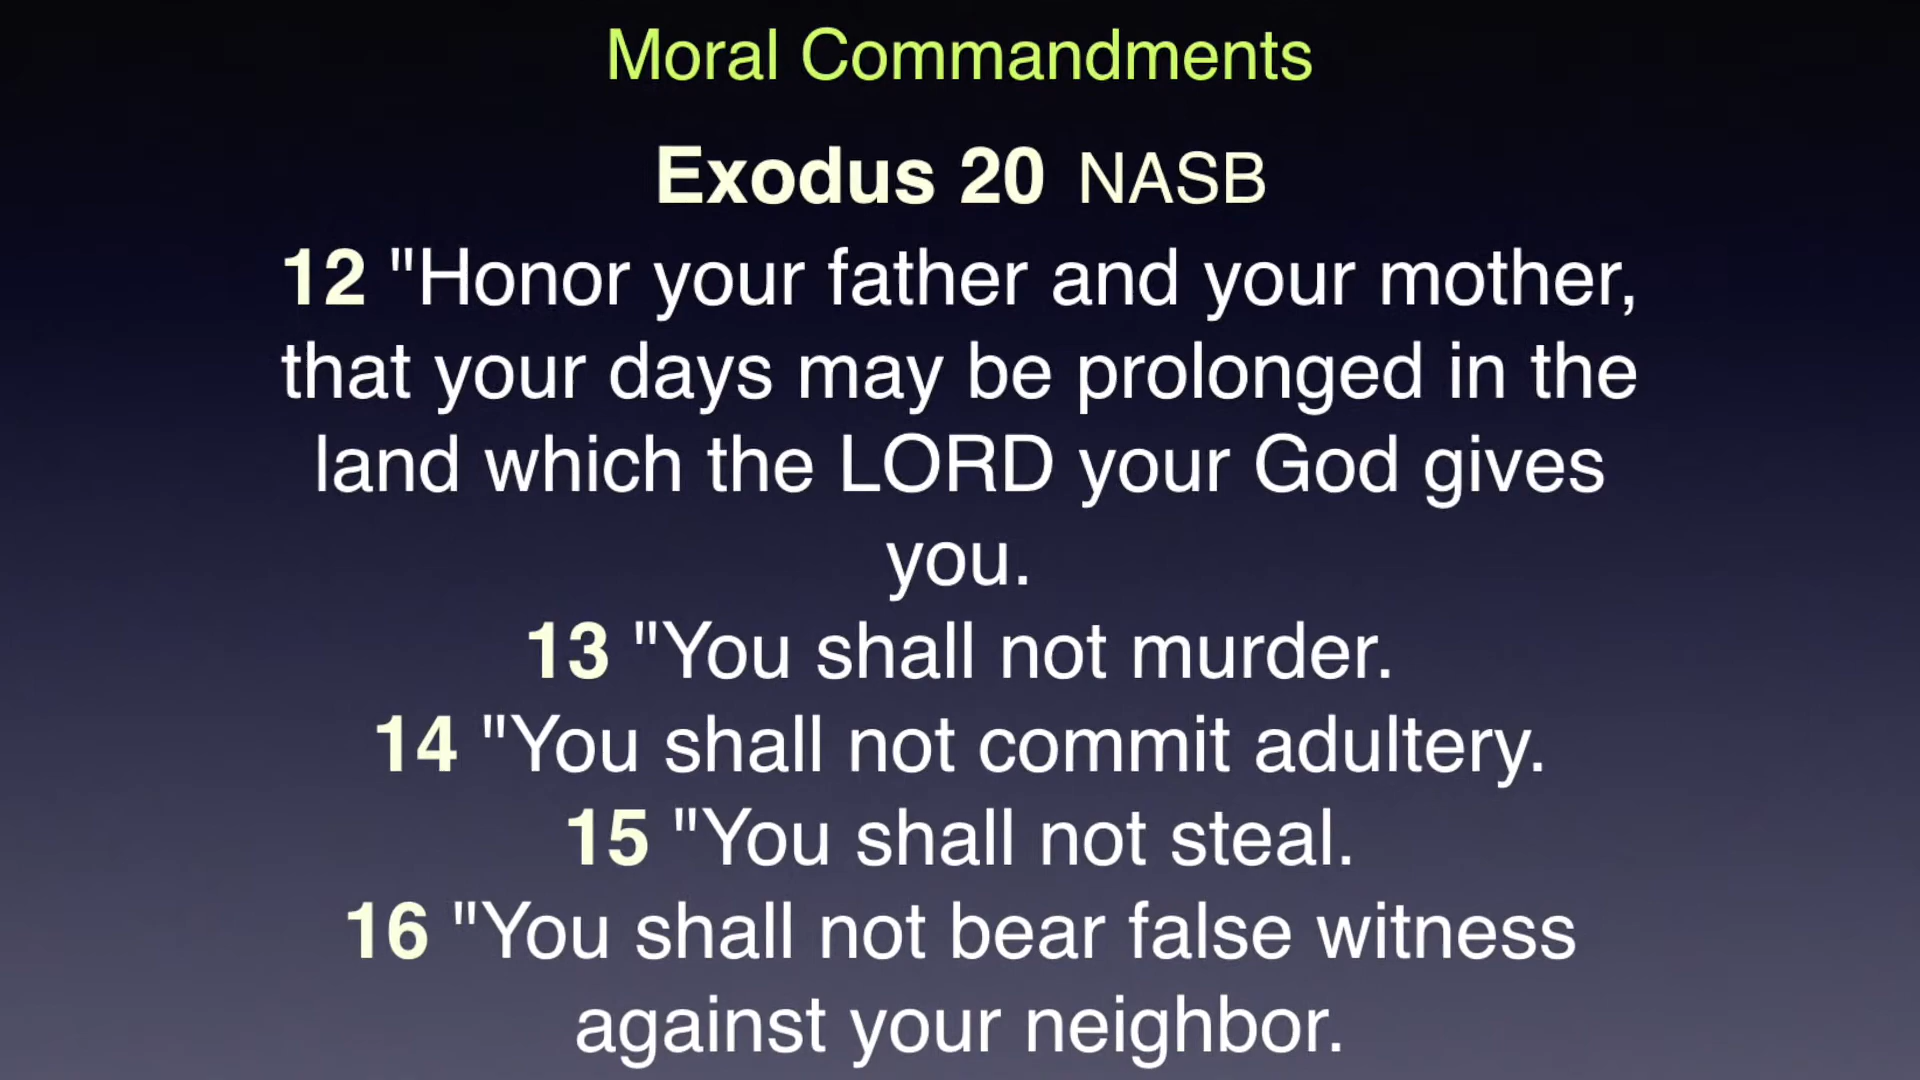 Moral Commandments
Exodus 20 NASB
12 "Honor your father and your mother,
that your days may be prolonged in the
land which the LORD your God gives
you.
13 "You shall not murder.
14 "You shall not commit adultery.
15 "You shall not steal.
16 "You shall not bear false witness
against your neighbor.